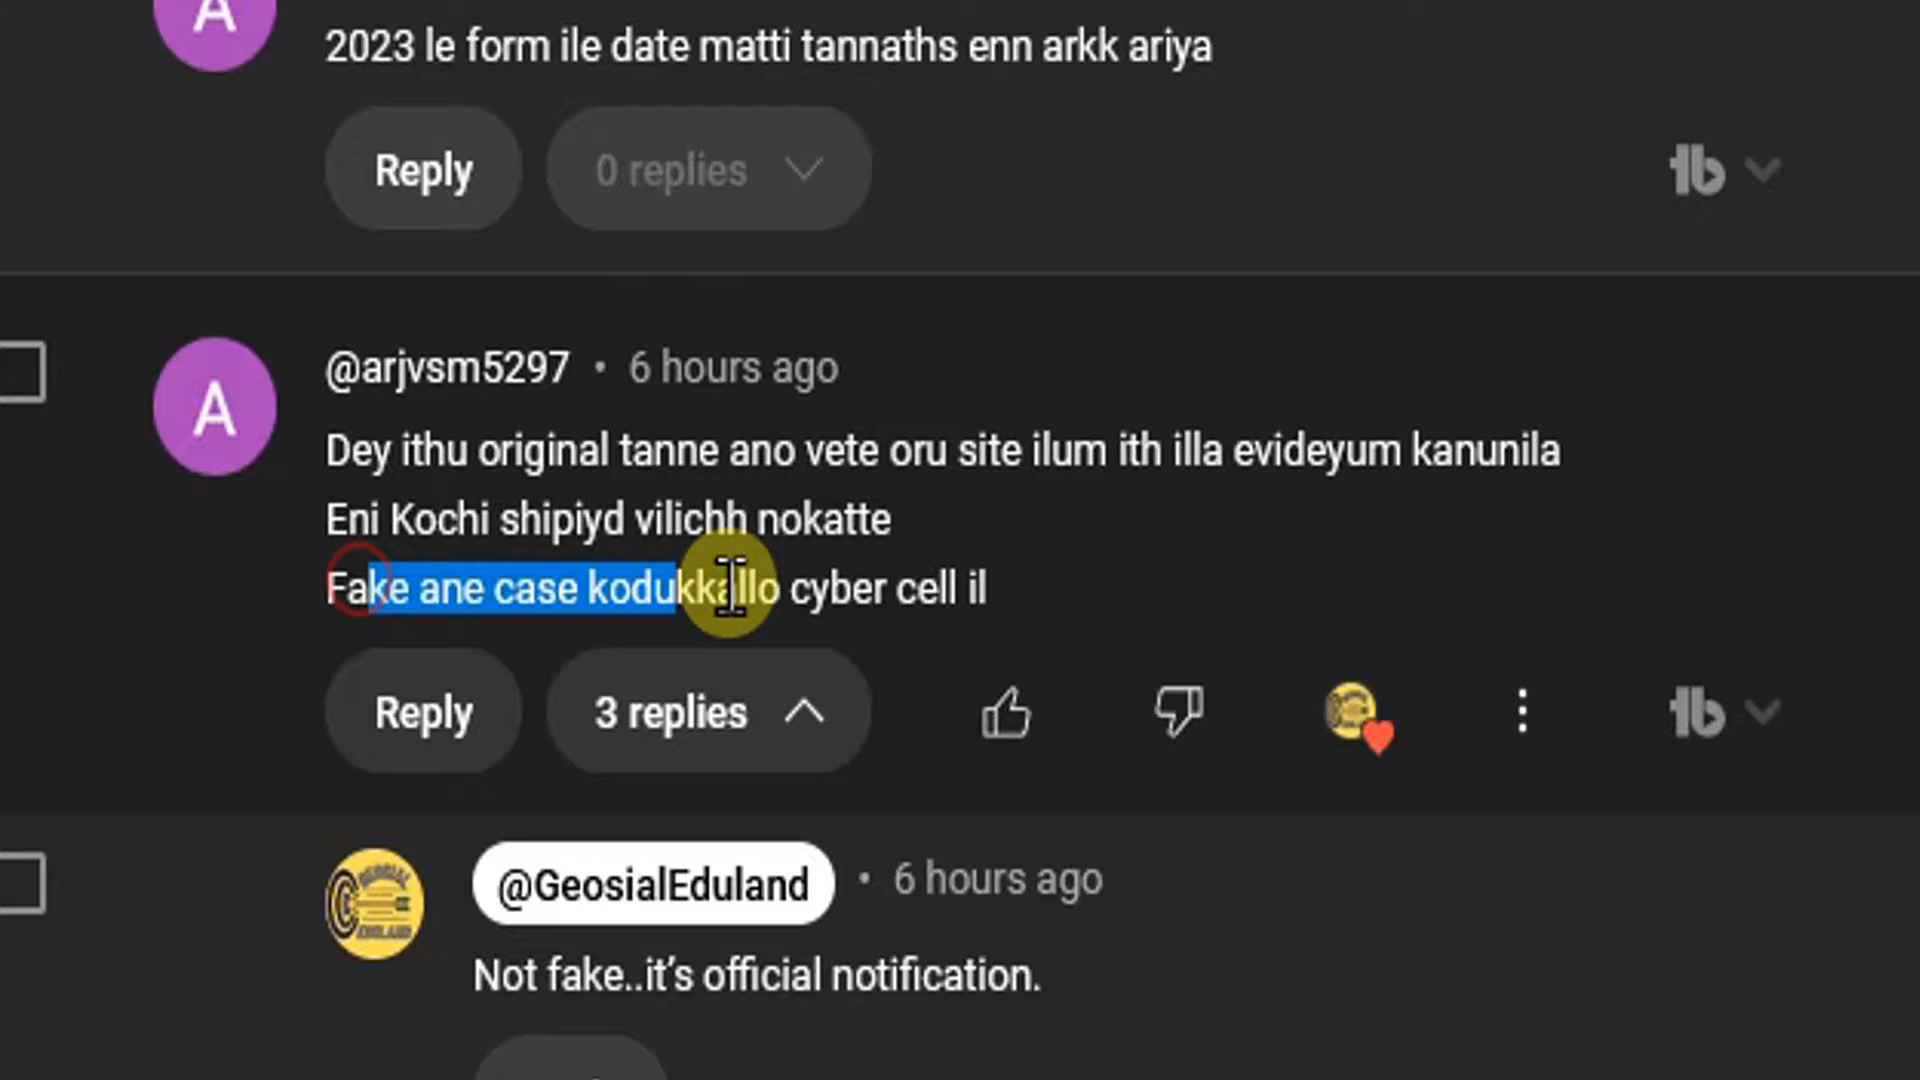 A
2023 le form ile date matti tannaths enn arkk ariya
Reply
0 replies
tb
@arjvsm5297 • 6 hours ago
A
Dey ithu original tanne ano vete oru site ilum ith illa evideyum kanunila
Eni Kochi shipiyd vilichh nokatte
Fake ane case kodukkallo cyber cell il
Reply
3 replies
tb
@GeosialEduland • 6 hours ago
Not fake..it’s official notification.